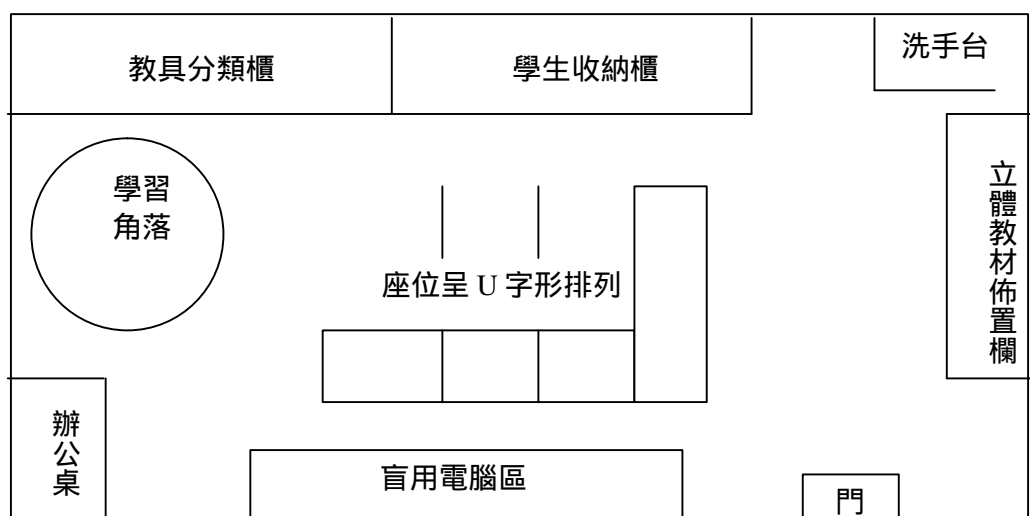 教具分類櫃
學生收納櫃
洗手台
學習
角落
立體教材佈置欄
座位呈 U 字形排列
辦公桌
盲用電腦區
門